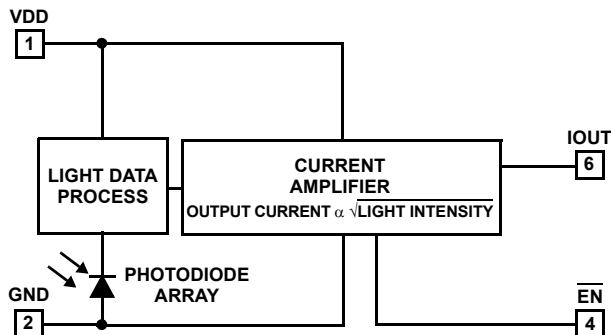 VDD
1
LIGHT DATA
PROCESS
CURRENT
AMPLIFIER
OUTPUT CURRENT α √LIGHT INTENSITY
IOUT
6
PHOTODIODE
ARRAY
GND
2
EN
4